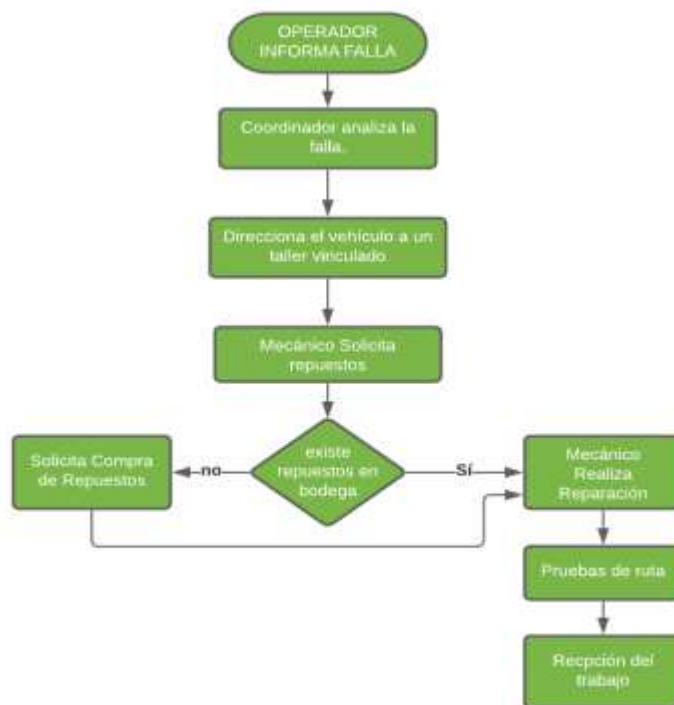 OPERADOR
INFORMA FALLA
Coordinador analiza la
falla.
Direcciona el vehículo a un
taller vinculado
Mecánico Solicita
repuestos
existe
repuestos en
bodega
no
Sí
Solicita Compra
de Repuestos
Mecánico
Realiza
Reparación
Pruebas de ruta
Recpción del
trabajo